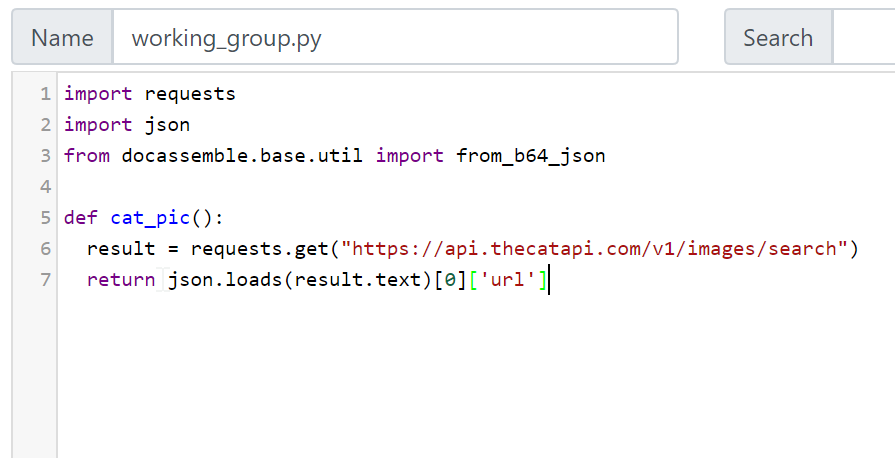 Name working_group.py Search
1 import requests
2 import json
3 from docassemble.base.util import from_b64_json
4
5 def cat_pic():
6   result = requests.get("https://api.thecatapi.com/v1/images/search")
7   return json.loads(result.text)[0]['url']